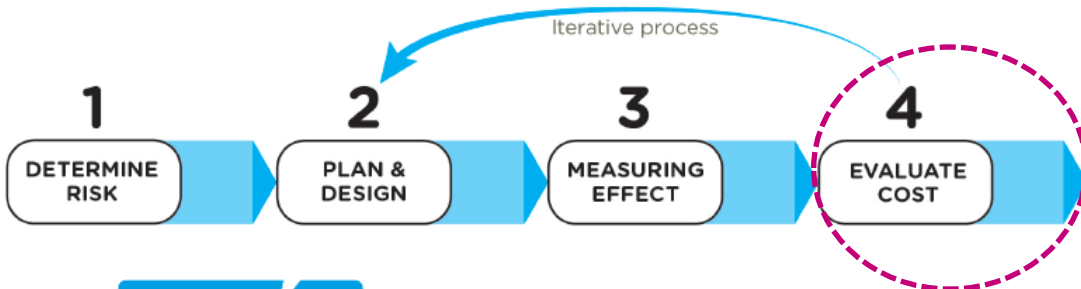 Iterative process
1
DETERMINE
RISK
2
PLAN &
DESIGN
3
MEASURING
EFFECT
4
EVALUATE
COST